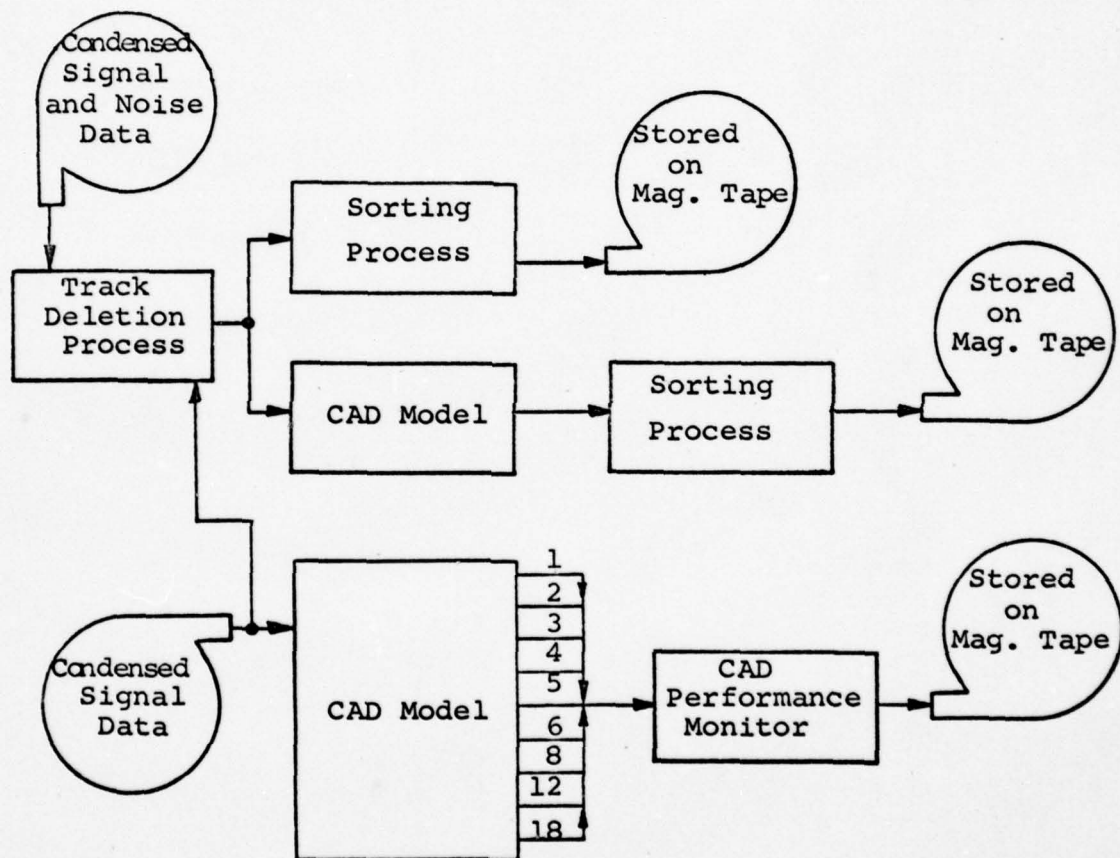 Condensed
Signal
and Noise
Data
Stored
on
Mag. Tape
Sorting
Process
Track
Deletion
Process
Stored
on
Mag. Tape
CAD Model
Sorting
Process
1
2
3
4
5
6
8
12
18
CAD Model
Condensed
Signal
Data
CAD
Performance
Monitor
Stored
on
Mag. Tape